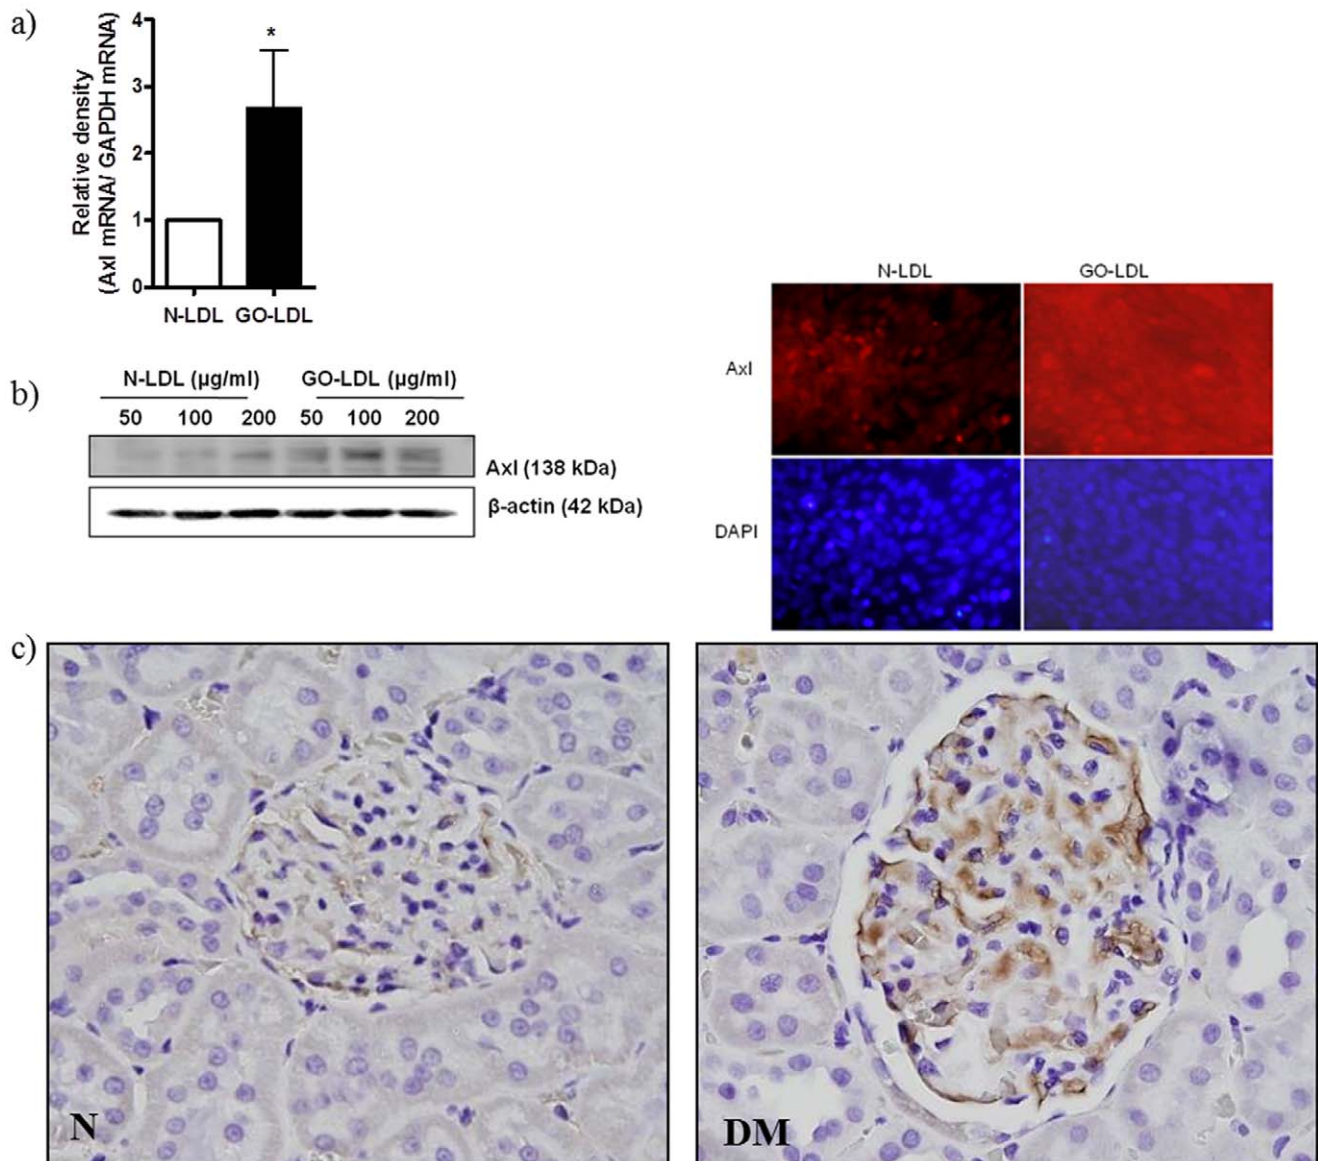 a)
Relative density
(Axl mRNA/ GAPDH mRNA)
4
3
2
1
0
*
N-LDL GO-LDL
b)
N-LDL (µg/ml) GO-LDL (µg/ml)
50 100 200 50 100 200
Axl (138 kDa)
β-actin (42 kDa)
N-LDL GO-LDL
Axl
DAPI
c)
N
DM